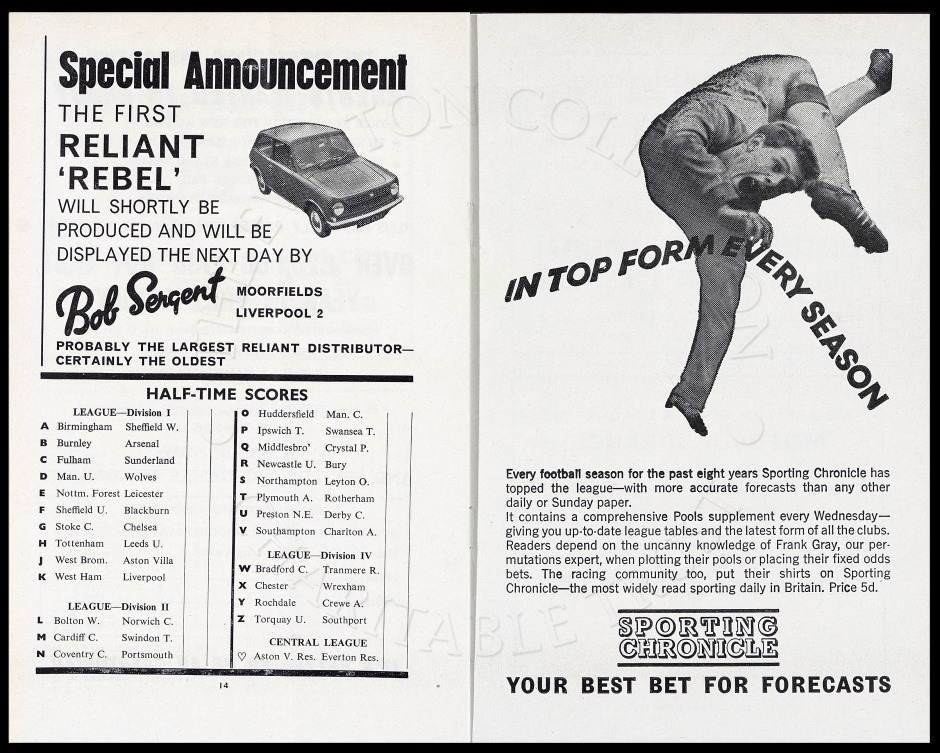 Special Announcement
THE FIRST
RELIANT
‘REBEL’
WILL SHORTLY BE
PRODUCED AND WILL BE
DISPLAYED THE NEXT DAY BY
Bob Sergent
MOORFIELDS
LIVERPOOL 2
PROBABLY THE LARGEST RELIANT DISTRIBUTOR—
CERTAINLY THE OLDEST
HALF-TIME SCORES
LEAGUE—Division I
A Birmingham Sheffield W.
B Burnley Arsenal
C Fulham Sunderland
D Man. U. Wolves
E Nottm. Forest Leicester
F Sheffield U. Blackburn
G Stoke C. Chelsea
H Tottenham Leeds U.
J West Brom. Aston Villa
K West Ham Liverpool
LEAGUE—Division II
L Bolton W. Norwich C.
M Cardiff C. Swindon T.
N Coventry C. Portsmouth
O Huddersfield Man. C.
P Ipswich T. Swansea T.
Q Middlesbro’ Crystal P.
R Newcastle U. Bury
S Northampton Leyton O.
T Plymouth A. Rotherham
U Preston N.E. Derby C.
V Southampton Charlton A.
LEAGUE—Division IV
W Bradford C. Tranmere R.
X Chester Wrexham
Y Rochdale Crewe A.
Z Torquay U. Southport
CENTRAL LEAGUE
♡ Aston V. Res. Everton Res.
14
IN TOP FORM EVERY SEASON
Every football season for the past eight years Sporting Chronicle has
topped the league—with more accurate forecasts than any other
daily or Sunday paper.
It contains a comprehensive Pools supplement every Wednesday—
giving you up-to-date league tables and the latest form of all the clubs.
Readers depend on the uncanny knowledge of Frank Gray, our per-
mutations expert, when plotting their pools or placing their fixed odds
bets. The racing community too, put their shirts on Sporting
Chronicle—the most widely read sporting daily in Britain. Price 5d.
SPORTING
CHRONICLE
YOUR BEST BET FOR FORECASTS